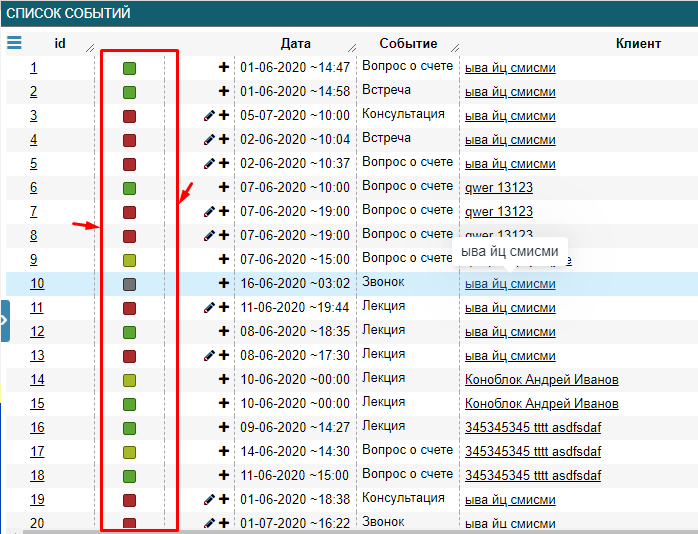 СПИСОК СОБЫТИЙ
id Дата Событие Клиент
1 01-06-2020 ~14:47 Вопрос о счете ыва йц смисми
2 01-06-2020 ~14:58 Встреча ыва йц смисми
3 05-07-2020 ~10:00 Консультация ыва йц смисми
4 02-06-2020 ~10:04 Встреча ыва йц смисми
5 02-06-2020 ~10:37 Вопрос о счете ыва йц смисми
6 07-06-2020 ~10:00 Вопрос о счете qwer 13123
7 07-06-2020 ~19:00 Вопрос о счете qwer 13123
8 07-06-2020 ~19:00 Вопрос о счете qwer 13123
ыва йц смисми
9 07-06-2020 ~15:00 Вопрос о счете
10 16-06-2020 ~03:02 Звонок ыва йц смисми
11 11-06-2020 ~19:44 Лекция ыва йц смисми
12 08-06-2020 ~18:35 Лекция ыва йц смисми
13 08-06-2020 ~17:30 Лекция ыва йц смисми
14 10-06-2020 ~00:00 Лекция Коноблок Андрей Иванов
15 10-06-2020 ~00:00 Лекция Коноблок Андрей Иванов
16 09-06-2020 ~14:27 Лекция 345345345 tttt asdfsdaf
17 14-06-2020 ~14:30 Вопрос о счете 345345345 tttt asdfsdaf
18 11-06-2020 ~15:00 Вопрос о счете 345345345 tttt asdfsdaf
19 01-06-2020 ~18:38 Консультация ыва йц смисми
20 01-07-2020 ~16:22 Звонок ыва йц смисми